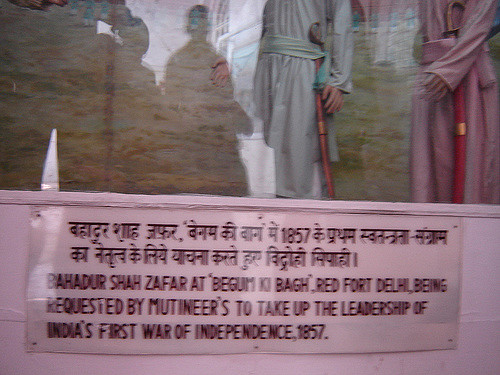 बहादुर शाह जफ़र, 'बेगम की बाग' में 1857 के प्रथम स्वतन्त्रता-संग्राम
का नेतृत्व के लिये याचना करते हुए विद्रोही सिपाही।
BAHADUR SHAH ZAFAR AT 'BEGUM KI BAGH', RED FORT DELHI, BEING
REQUESTED BY MUTINEER'S TO TAKE UP THE LEADERSHIP OF
INDIA'S FIRST WAR OF INDEPENDENCE, 1857.